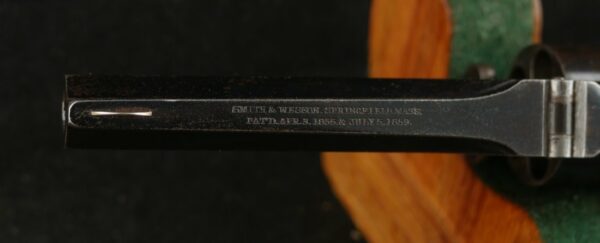 SMITH & WESSON. SPRINGFIELD. MASS.
PAT'D. APR. 3. 1855. & JULY. 5. 1859.